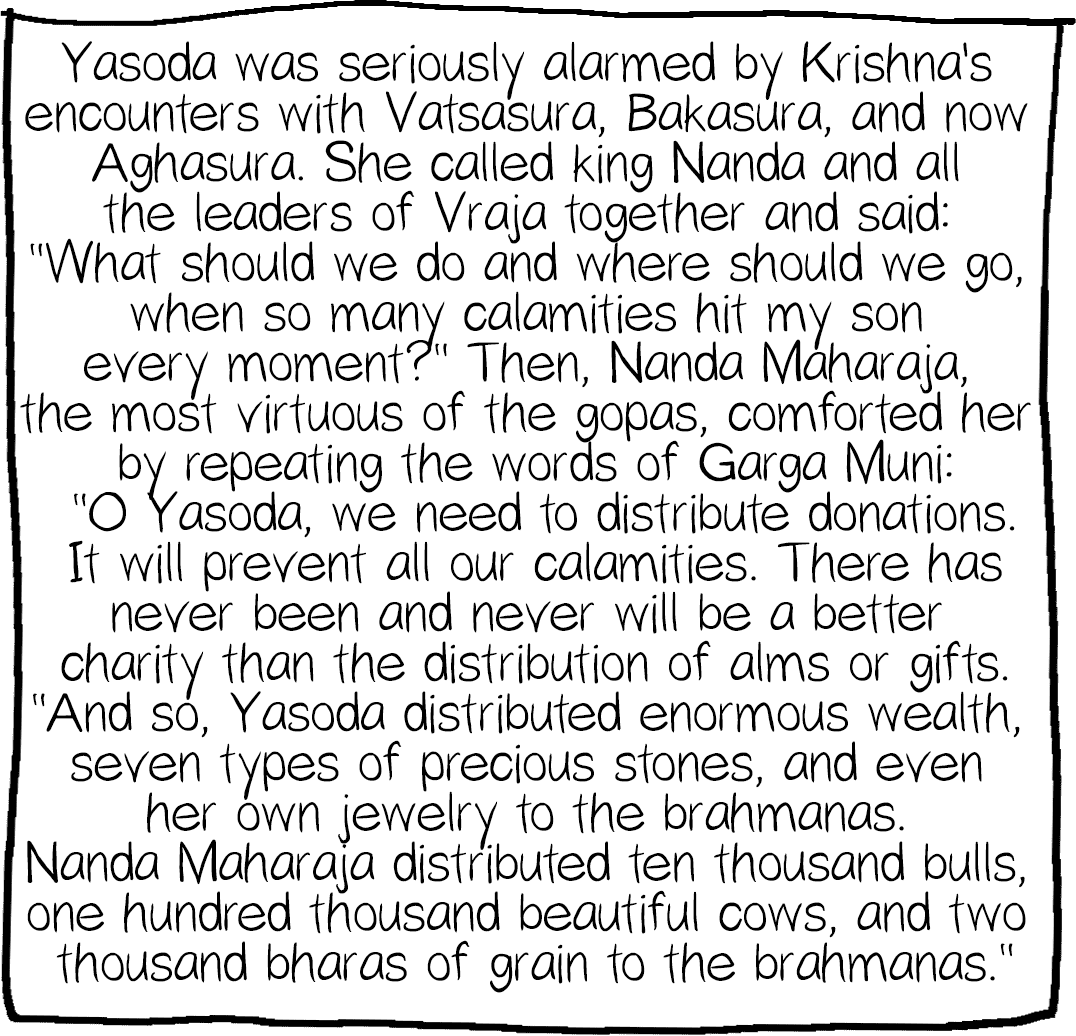 Yasoda was seriously alarmed by Krishna's
encounters with Vatsasura, Bakasura, and now
Aghasura. She called king Nanda and all
the leaders of Vraja together and said:
"What should we do and where should we go,
when so many calamities hit my son
every moment?" Then, Nanda Maharaja,
the most virtuous of the gopas, comforted her
by repeating the words of Garga Muni:
"O Yasoda, we need to distribute donations.
It will prevent all our calamities. There has
never been and never will be a better
charity than the distribution of alms or gifts.
"And so, Yasoda distributed enormous wealth,
seven types of precious stones, and even
her own jewelry to the brahmanas.
Nanda Maharaja distributed ten thousand bulls,
one hundred thousand beautiful cows, and two
thousand bharas of grain to the brahmanas."